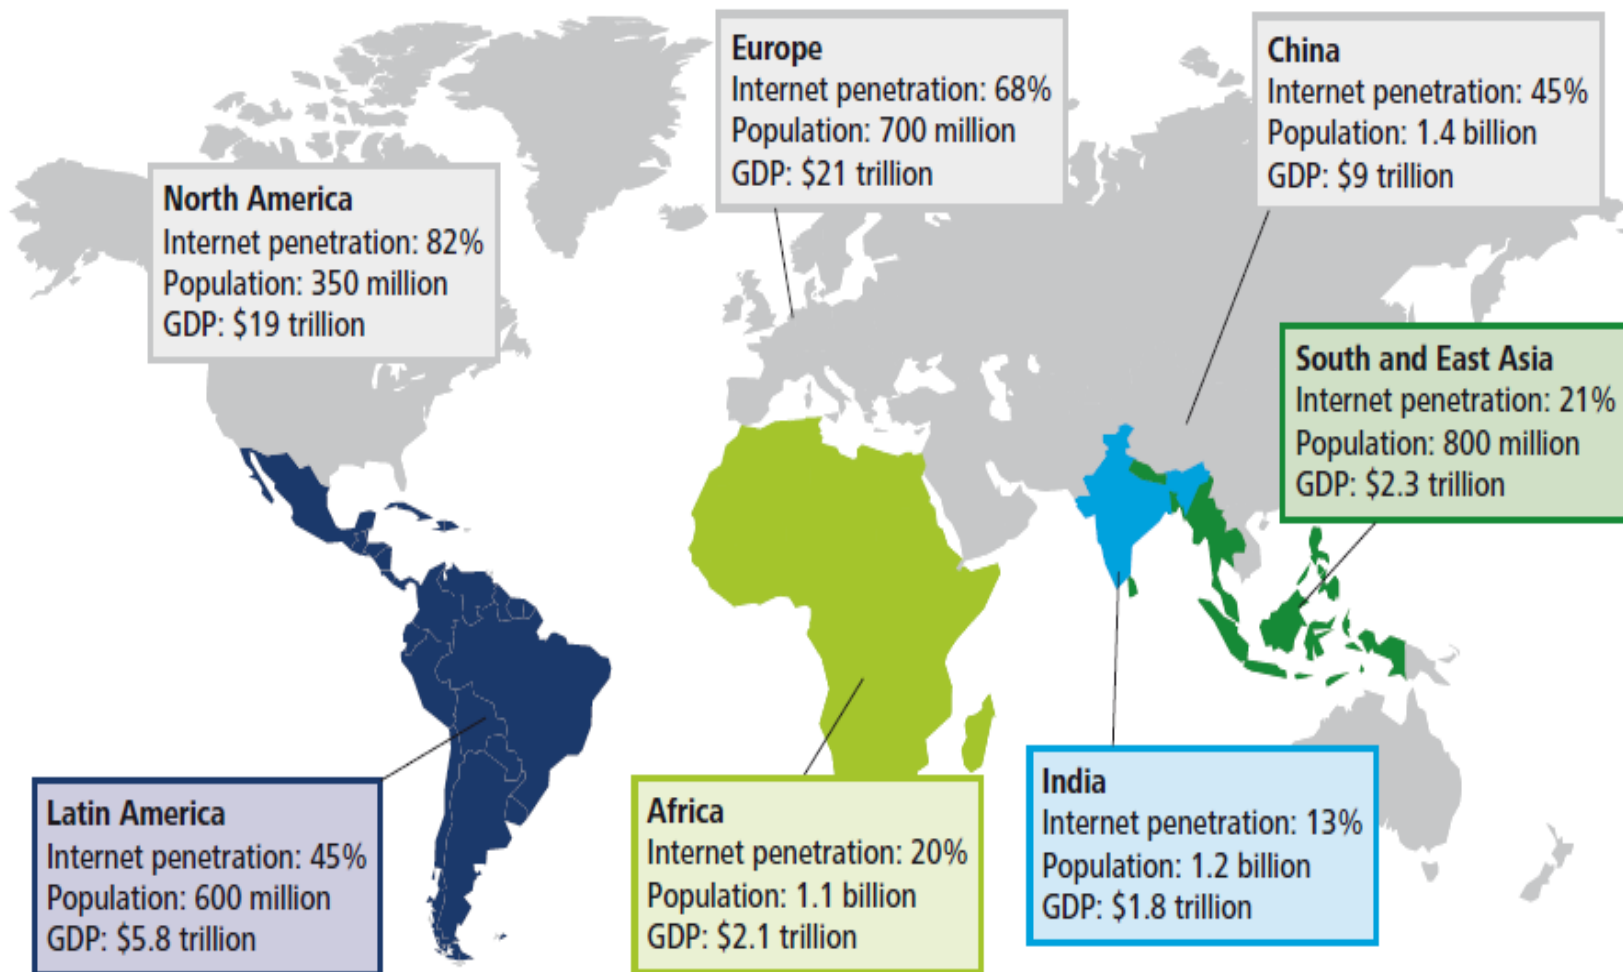 Europe
Internet penetration: 68%
Population: 700 million
GDP: $21 trillion
China
Internet penetration: 45%
Population: 1.4 billion
GDP: $9 trillion
North America
Internet penetration: 82%
Population: 350 million
GDP: $19 trillion
South and East Asia
Internet penetration: 21%
Population: 800 million
GDP: $2.3 trillion
Latin America
Internet penetration: 45%
Population: 600 million
GDP: $5.8 trillion
Africa
Internet penetration: 20%
Population: 1.1 billion
GDP: $2.1 trillion
India
Internet penetration: 13%
Population: 1.2 billion
GDP: $1.8 trillion